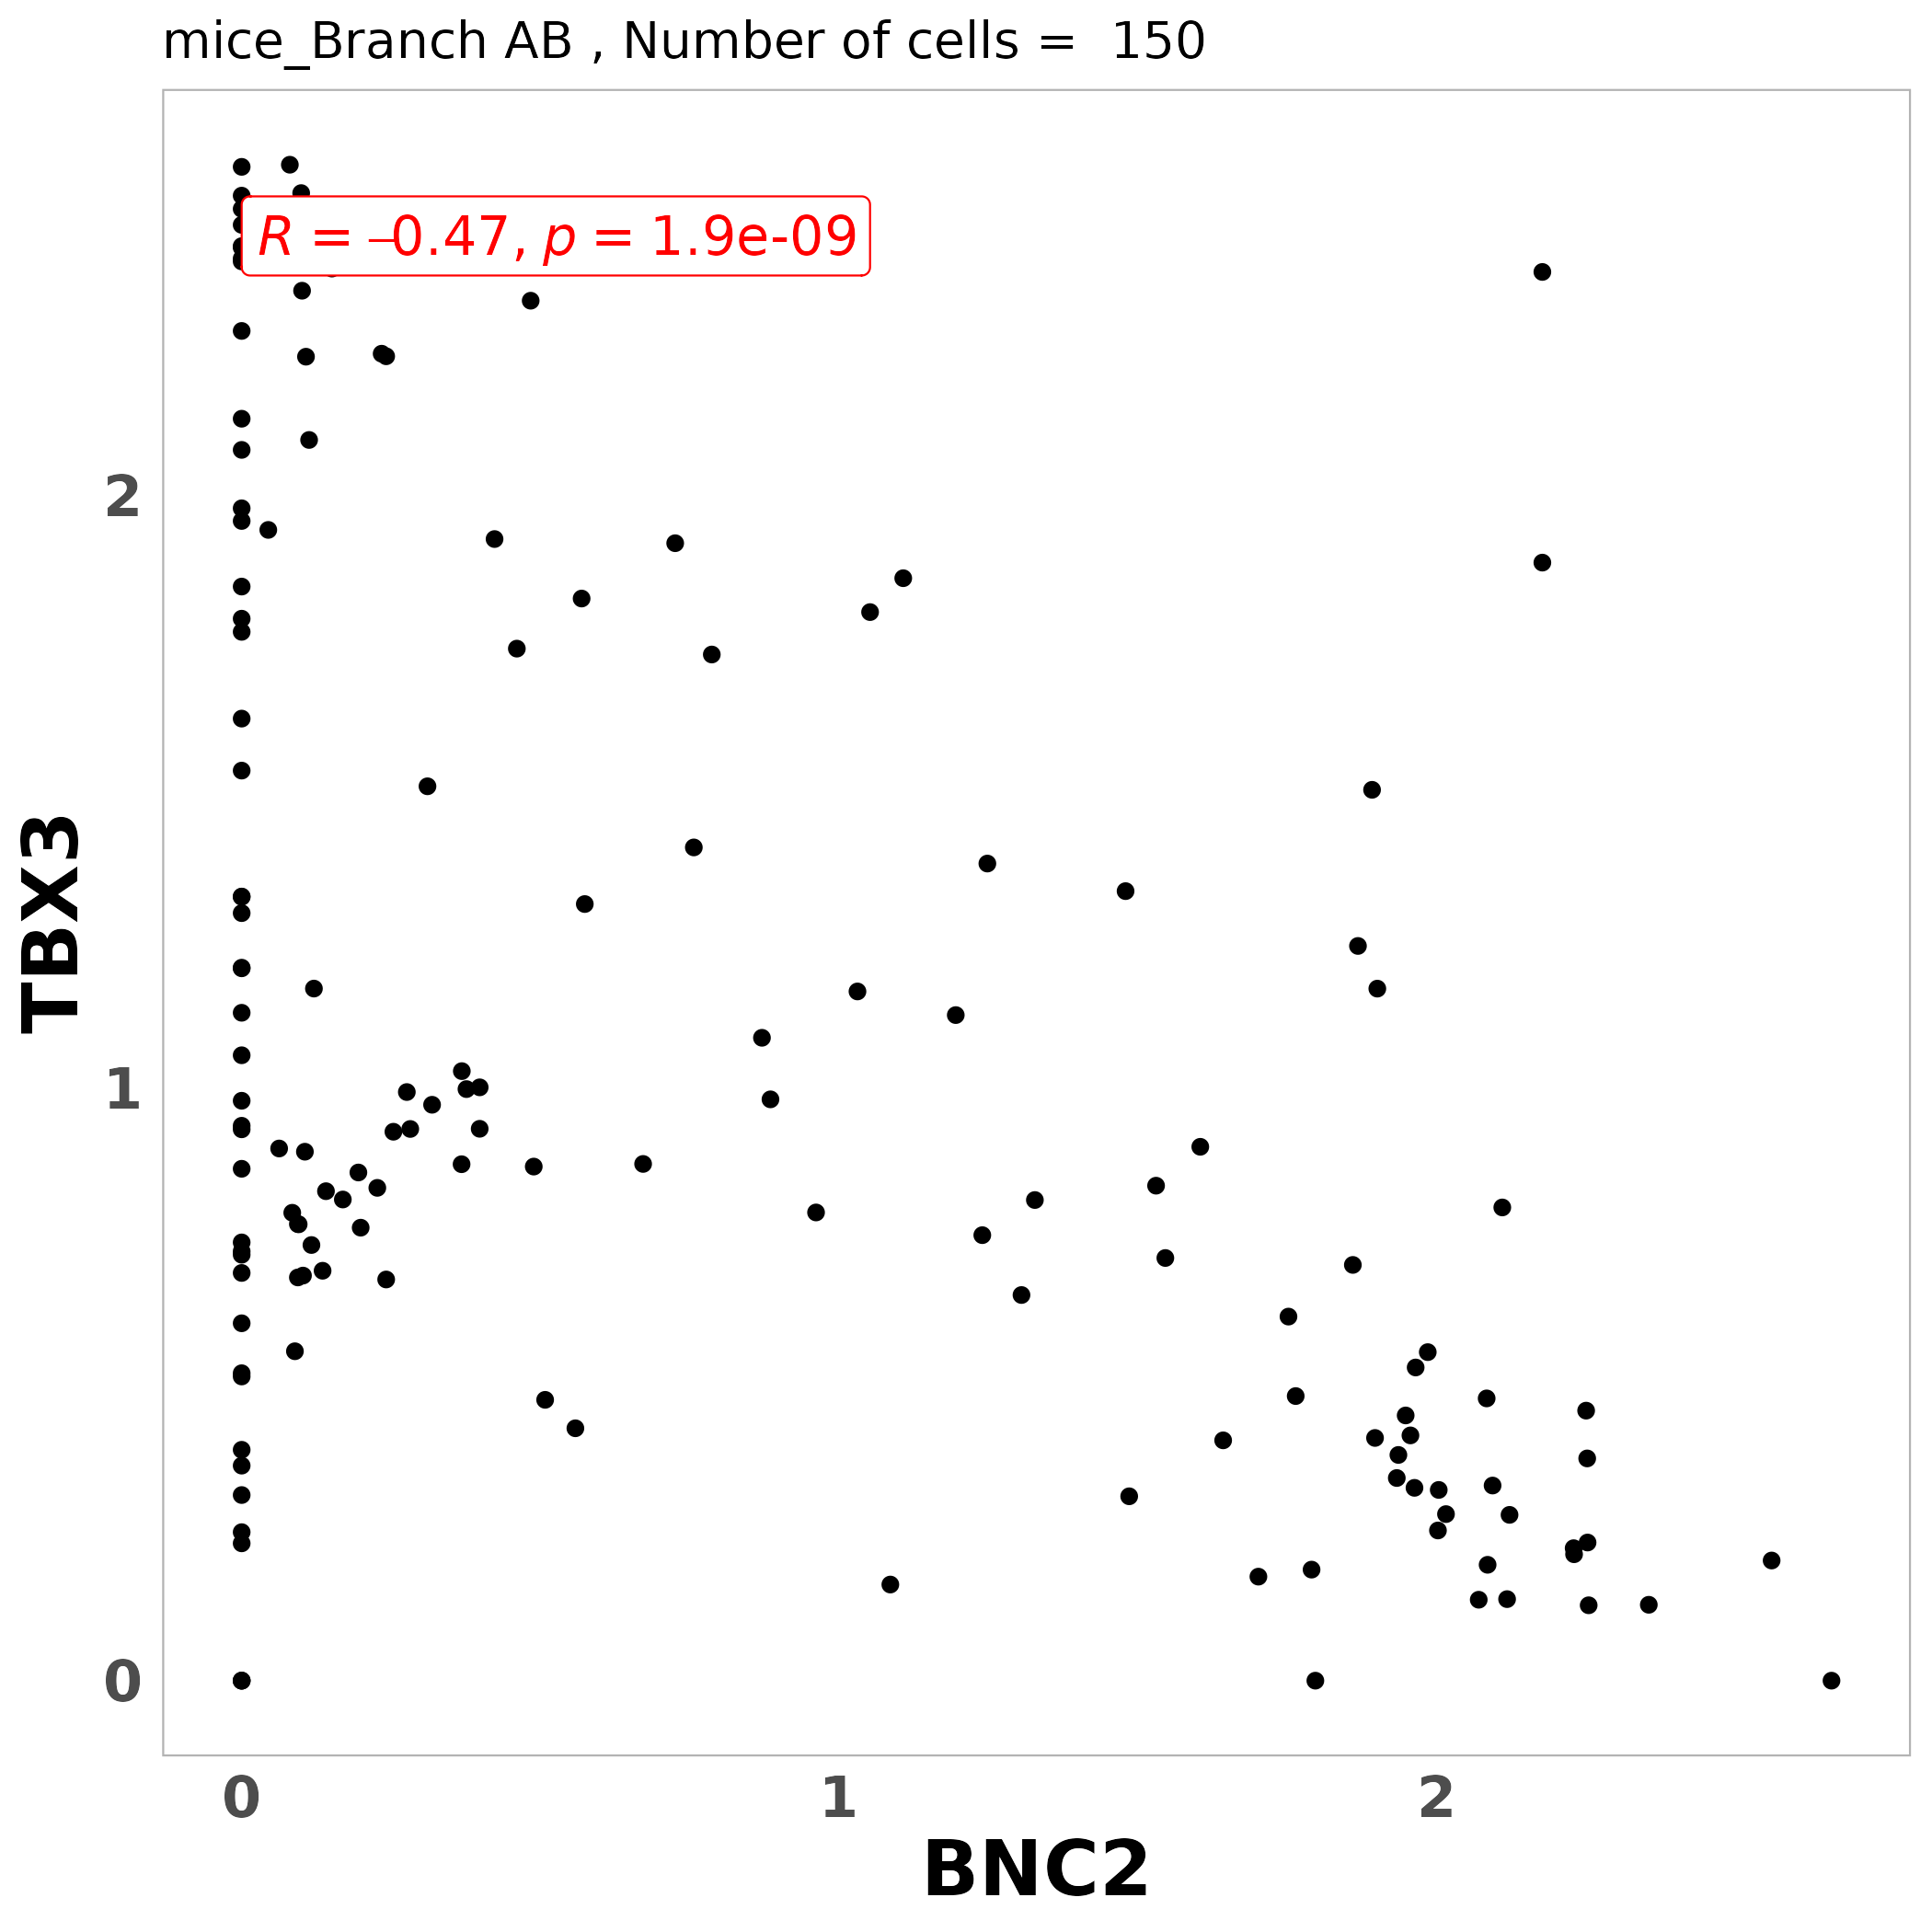 mice_Branch AB , Number of cells =  150
R = –0.47, p = 1.9e-09
TBX3
2
1
0
0 1 2
BNC2